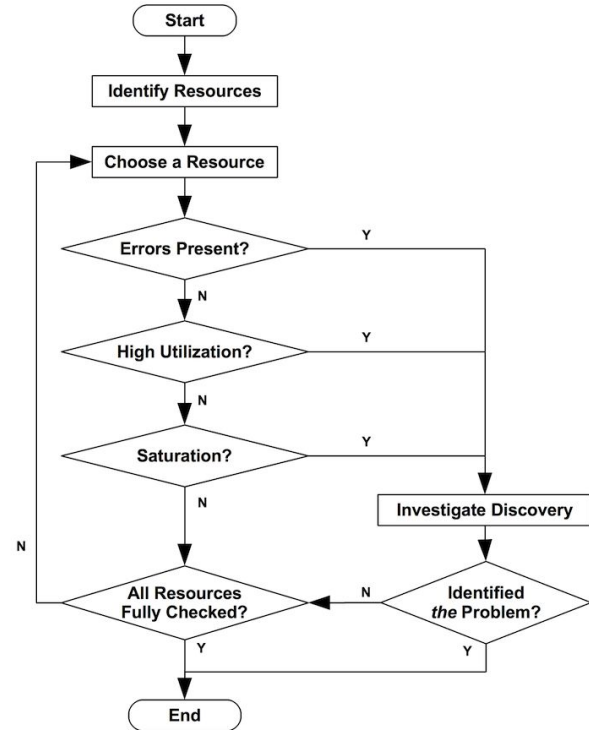 Start
Identify Resources
Choose a Resource
Errors Present?
Y
N
High Utilization?
Y
N
Saturation?
Y
N
Investigate Discovery
N
All Resources
Fully Checked?
N
Identified
the Problem?
Y
Y
End